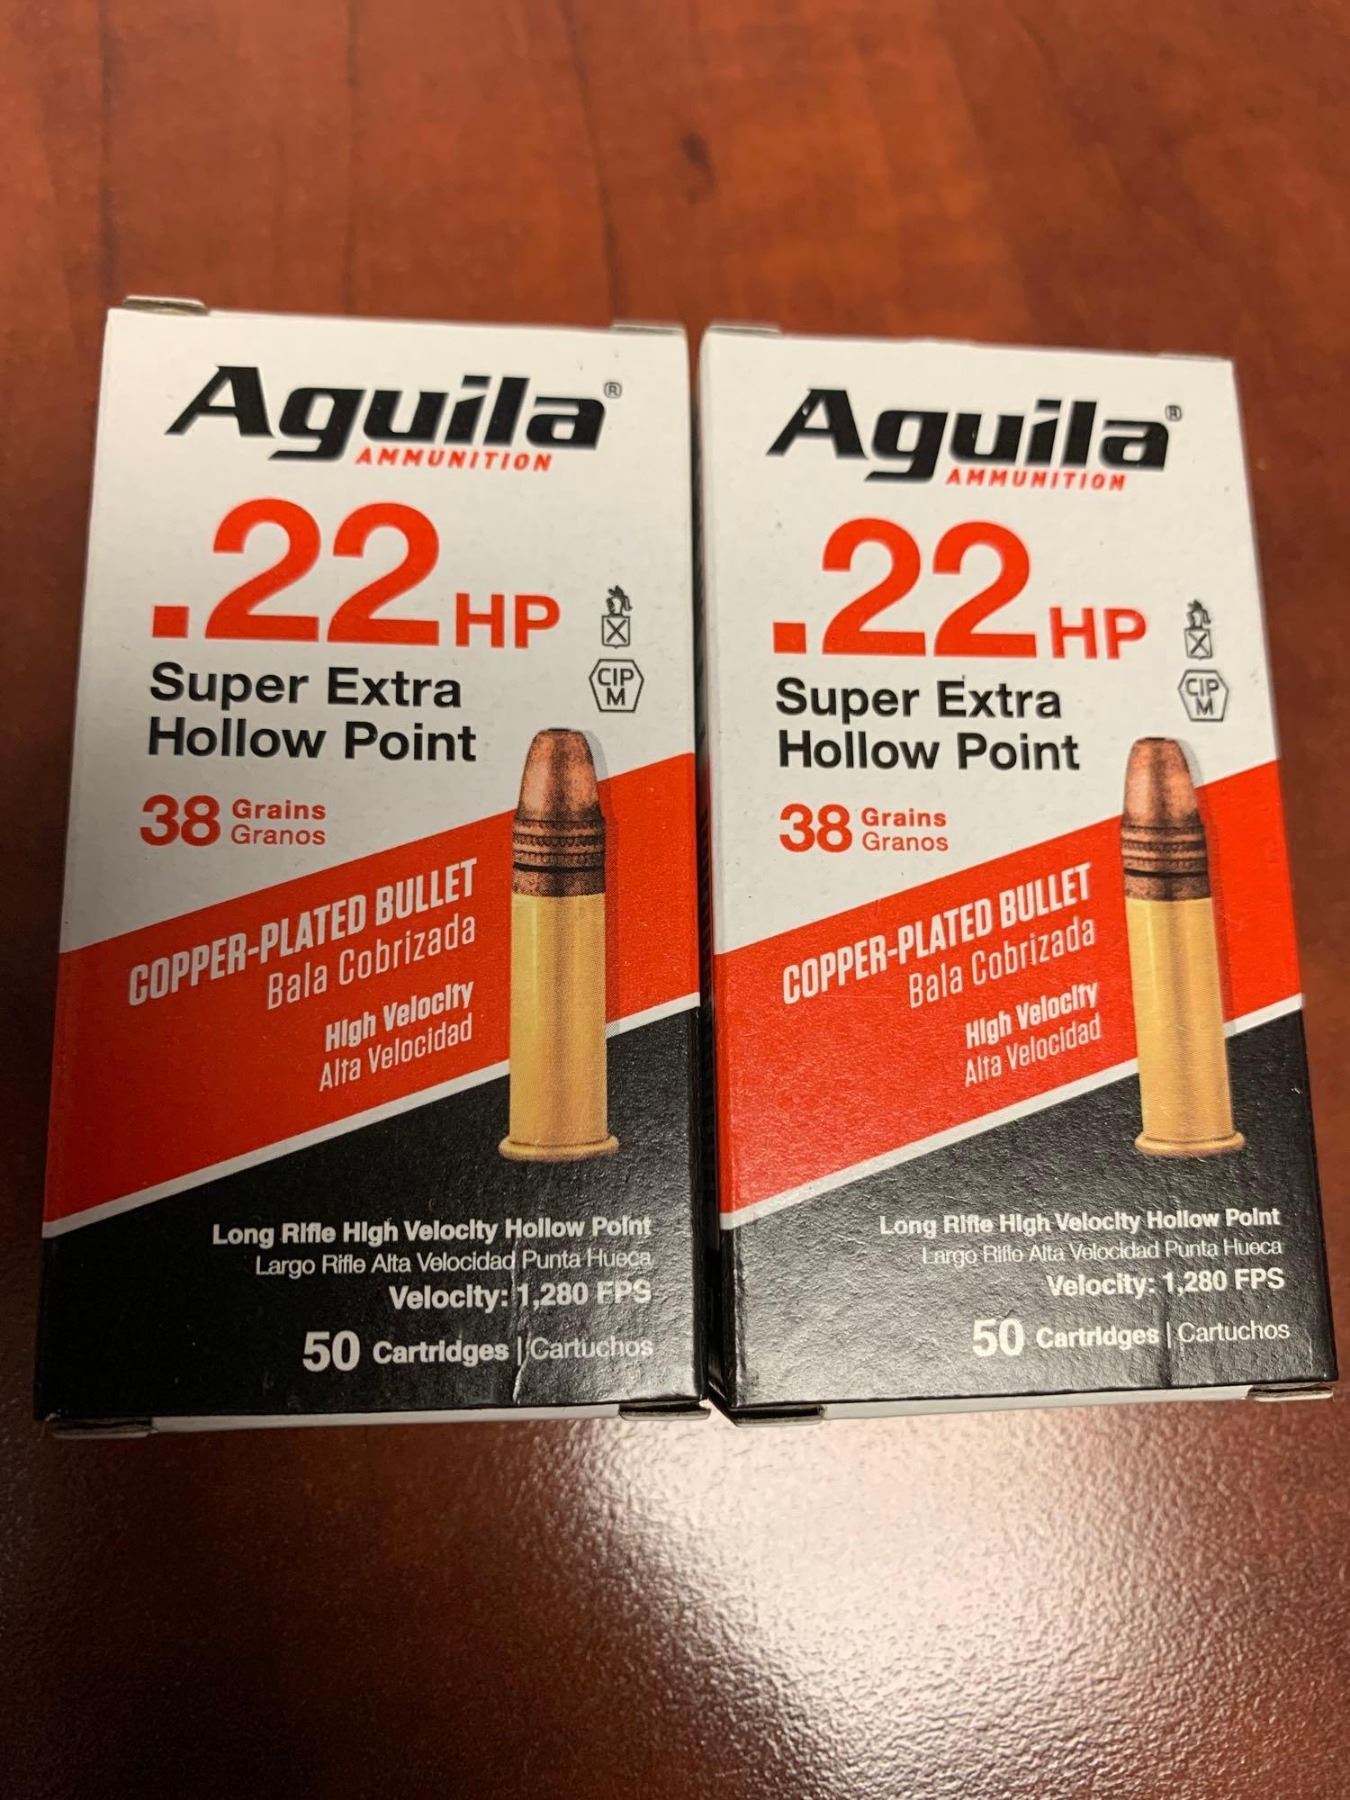 Aguila®
AMMUNITION
.22 HP
Super Extra
Hollow Point
CIP
M
38 Grains
Granos
COPPER-PLATED BULLET
Bala Cobrizada
High Velocity
Alta Velocidad
Long Rifle High Velocity Hollow Point
Largo Rifle Alta Velocidad Punta Hueca
Velocity: 1,280 FPS
50 Cartridges | Cartuchos
Aguila®
AMMUNITION
.22 HP
Super Extra
Hollow Point
CIP
M
38 Grains
Granos
COPPER-PLATED BULLET
Bala Cobrizada
High Velocity
Alta Velocidad
Long Rifle High Velocity Hollow Point
Largo Rifle Alta Velocidad Punta Hueca
Velocity: 1,280 FPS
50 Cartridges | Cartuchos